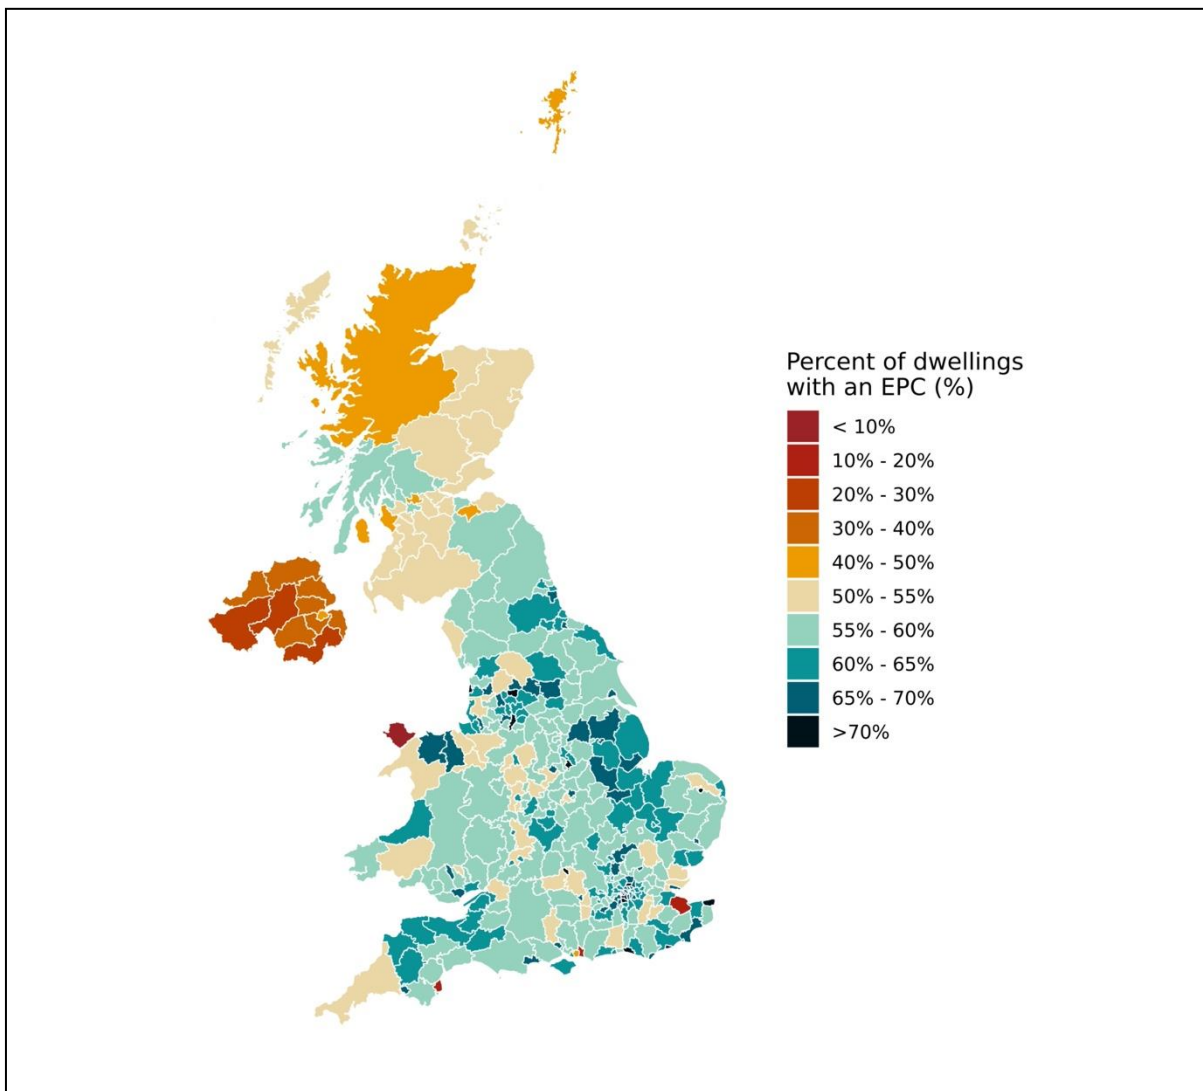 Percent of dwellings
with an EPC (%)
< 10%
10% - 20%
20% - 30%
30% - 40%
40% - 50%
50% - 55%
55% - 60%
60% - 65%
65% - 70%
>70%